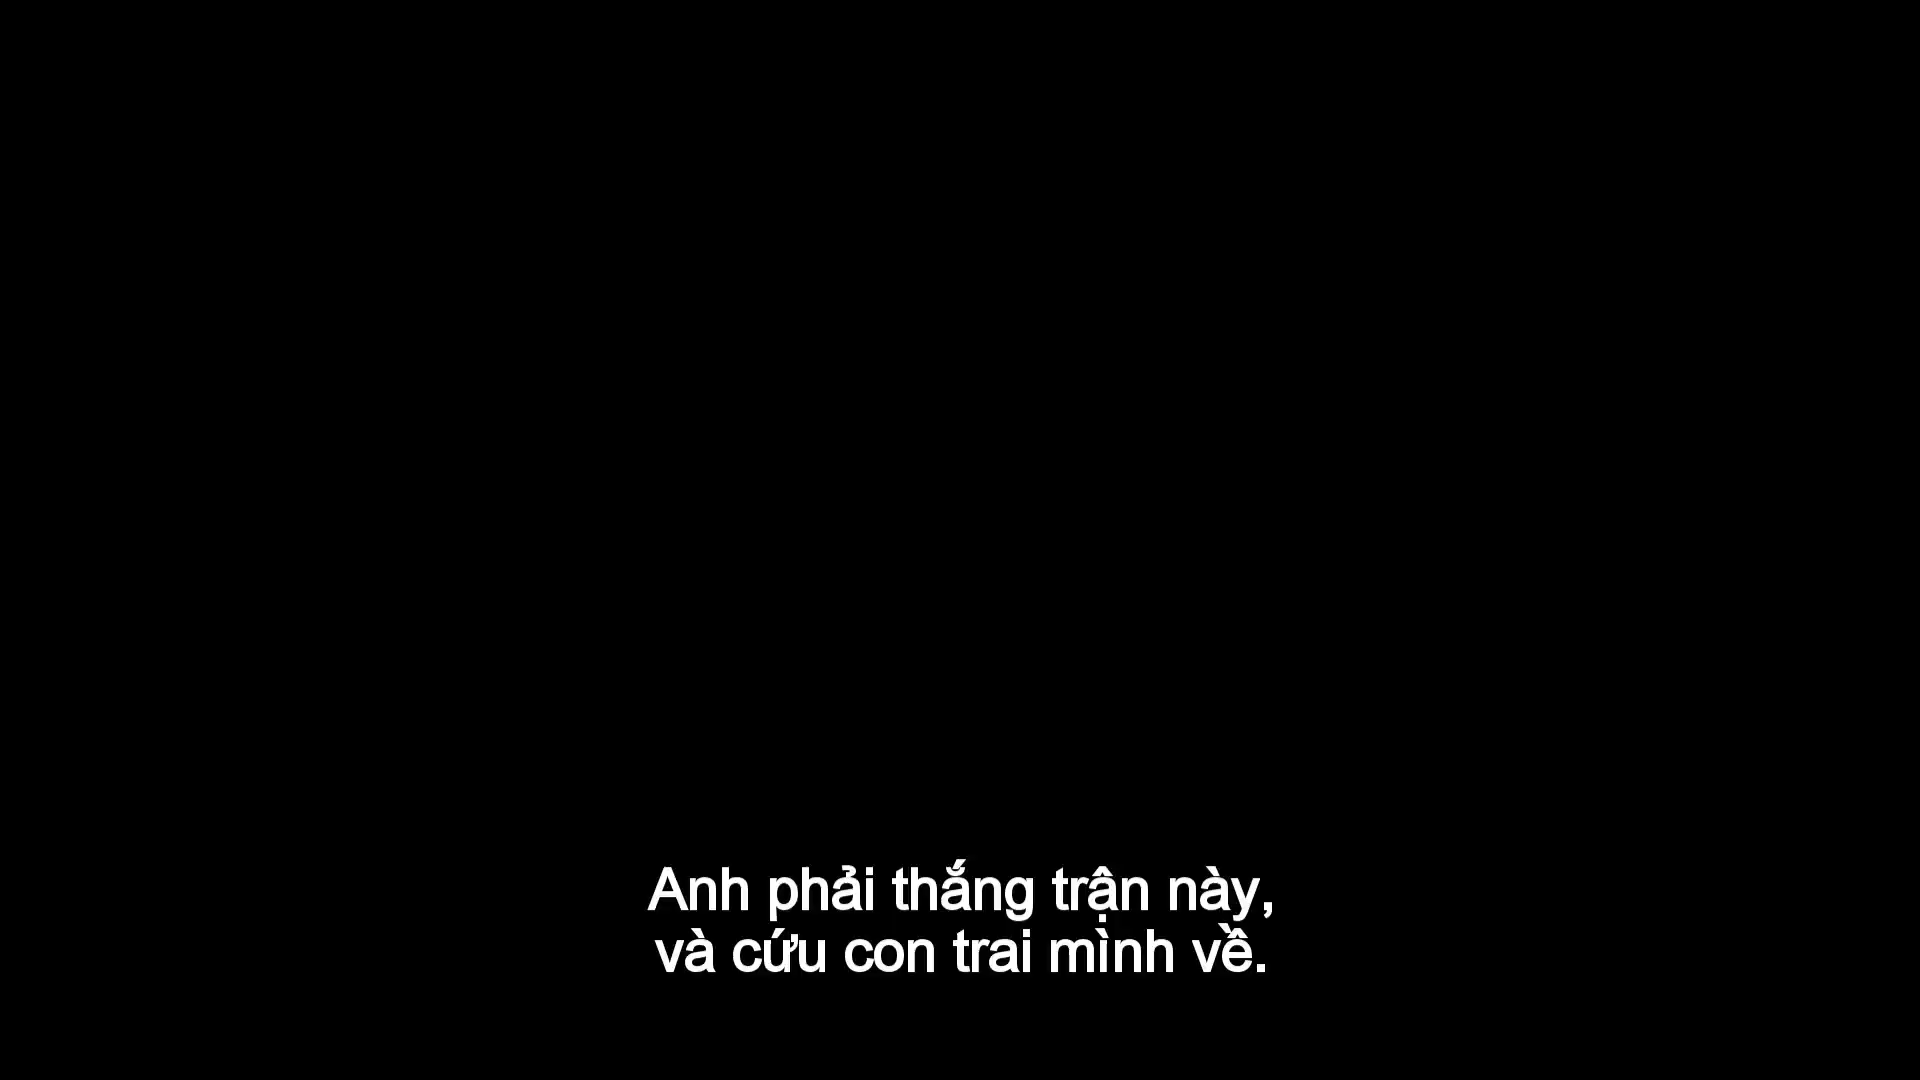 Anh phải thắng trận này,
và cứu con trai mình về.